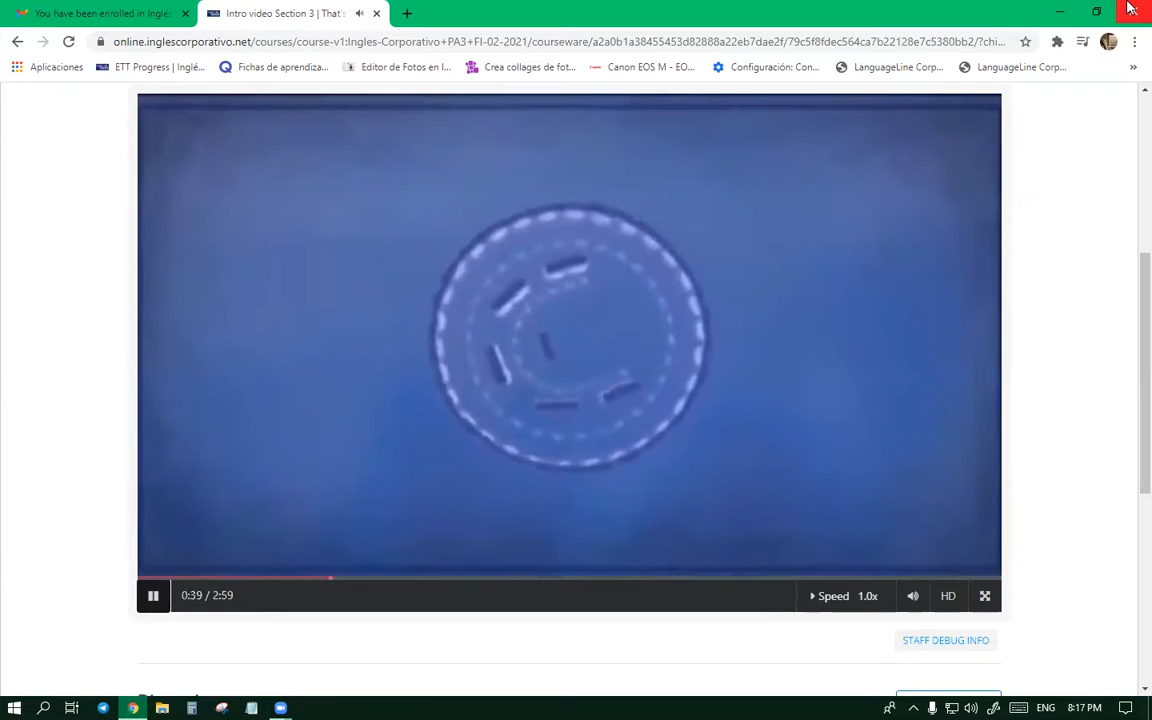 You have been enrolled in Inglés
Intro video Section 3 | That's
online.inglescorporativo.net/courses/course-v1:Ingles-Corporativo+PA3+FI-02-2021/courseware/a2a0b1a38455453d82888a22eb7dae2f/79c5f8fdec564ca7b22128e7c5380bb2/?chi...
Aplicaciones
ETT Progress | Inglé...
Fichas de aprendiza...
Editor de Fotos en l...
Crea collages de fot...
Canon EOS M - EO...
Configuración: Con...
LanguageLine Corp...
LanguageLine Corp...
0:39 / 2:59
Speed 1.0x
HD
STAFF DEBUG INFO
ENG
8:17 PM